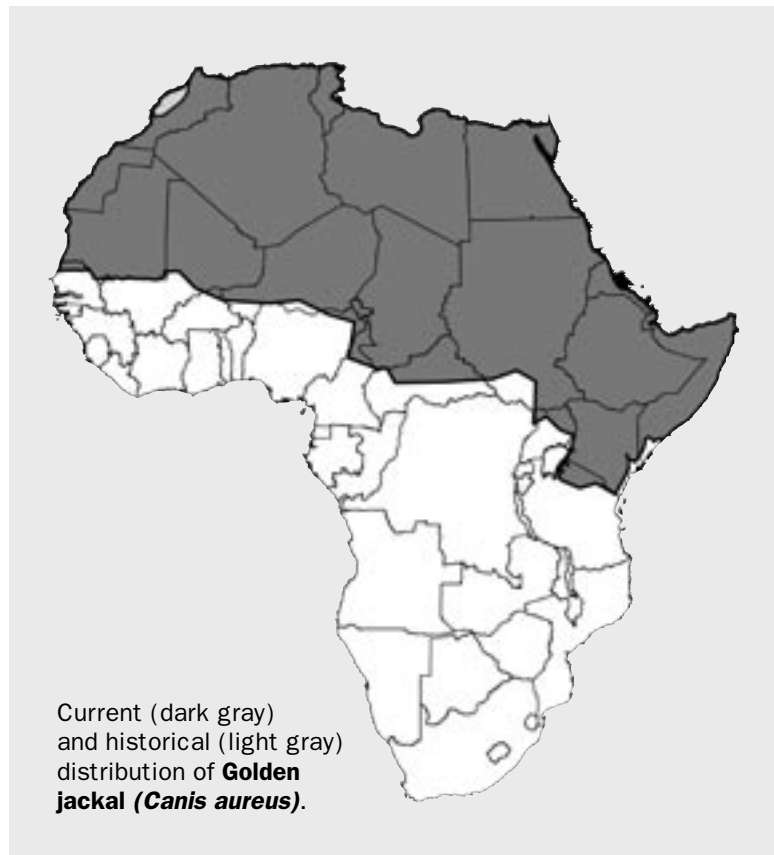 Current (dark gray)
and historical (light gray)
distribution of Golden
jackal (Canis aureus).